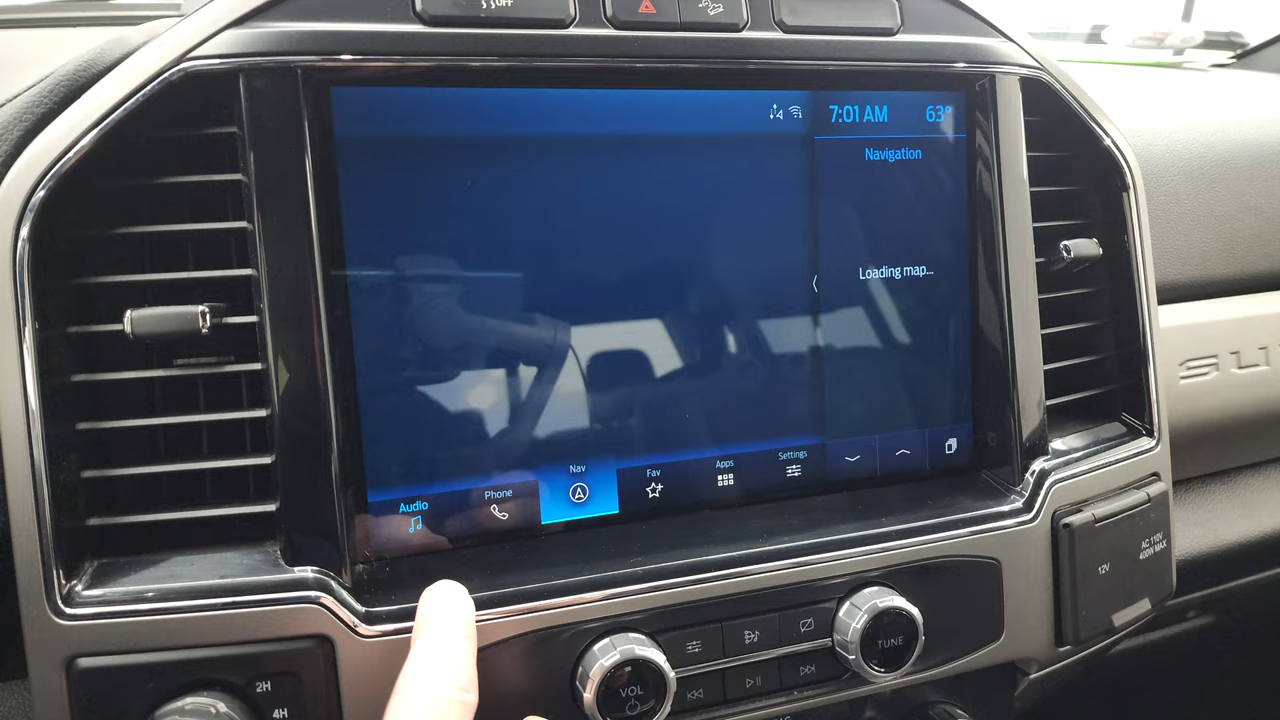 OFF
7:01 AM 63°
Navigation
Loading map...
Audio
Phone
Nav
Fav
Apps
Settings
12V
AC 110V
400W MAX
TUNE
VOL
2H
4H